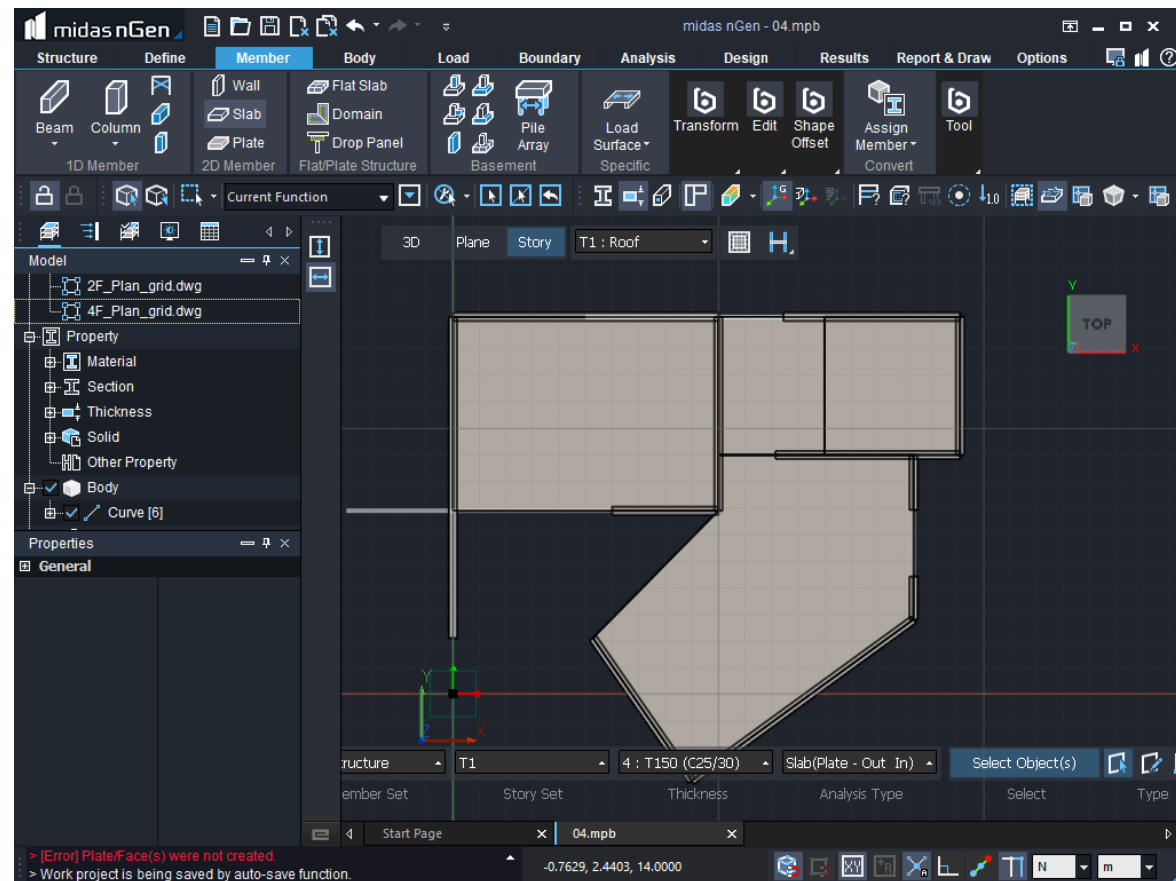 midas nGen
midas nGen - 04.mpb
Structure Define Member Body Load Boundary Analysis Design Results Report & Draw Options
Beam Column
1D Member
Wall
Slab
Plate
2D Member
Flat Slab
Domain
Drop Panel
Flat/Plate Structure
Pile
Array
Basement
Load
Surface
Specific
Transform Edit Shape
Offset
Assign
Member
Convert
Tool
Current Function
1.0
3D Plane Story T1 : Roof
Model
2F_Plan_grid.dwg
4F_Plan_grid.dwg
Property
Material
Section
Thickness
Solid
Other Property
Body
Curve [6]
Properties
General
Y
TOP
Z X
Y
Z X
ructure T1 4 : T150 (C25/30) Slab(Plate - Out In) Select Object(s)
ember Set Story Set Thickness Analysis Type Select Type
Start Page 04.mpb
> [Error] Plate/Face(s) were not created.
> Work project is being saved by auto-save function.
-0.7629, 2.4403, 14.0000
N m